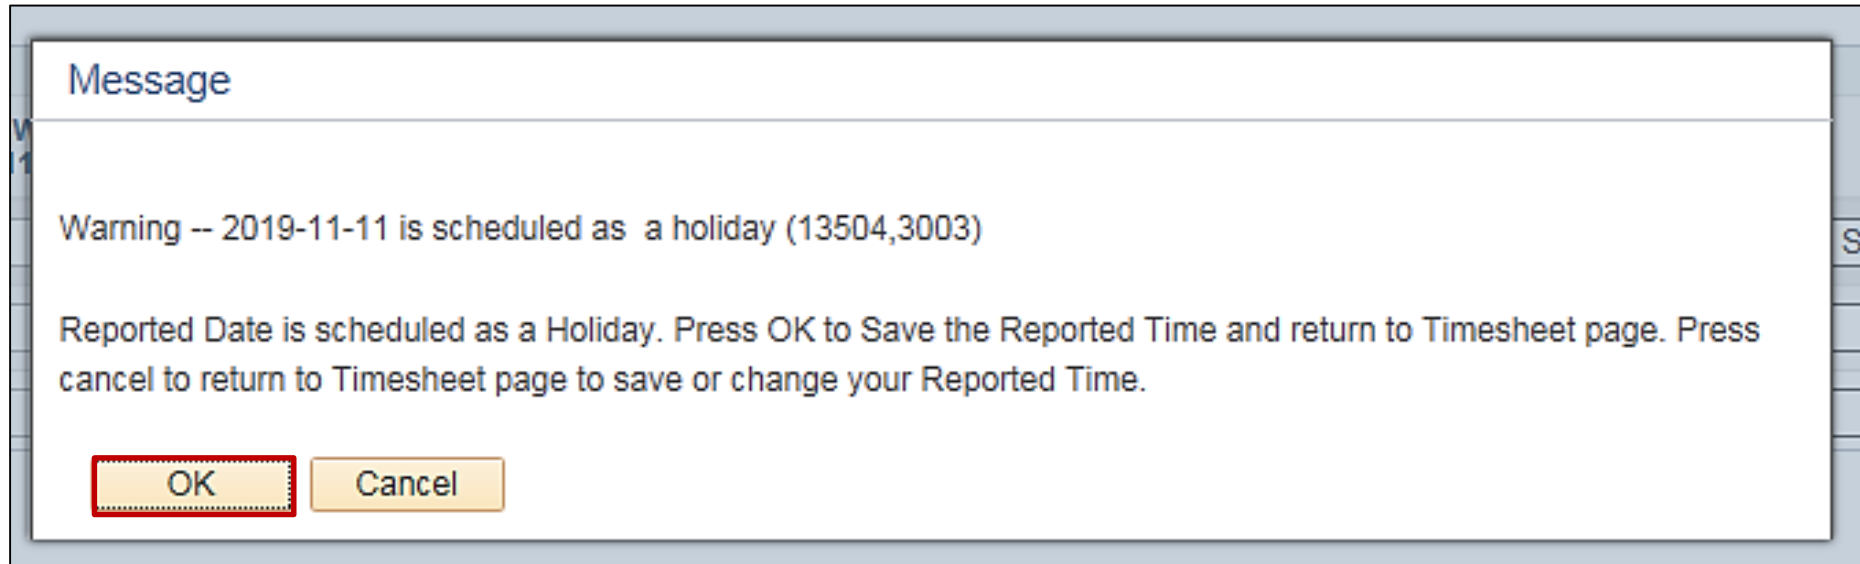 Message
W
11
Warning -- 2019-11-11 is scheduled as  a holiday (13504,3003)
S
Reported Date is scheduled as a Holiday. Press OK to Save the Reported Time and return to Timesheet page. Press
cancel to return to Timesheet page to save or change your Reported Time.
OK Cancel